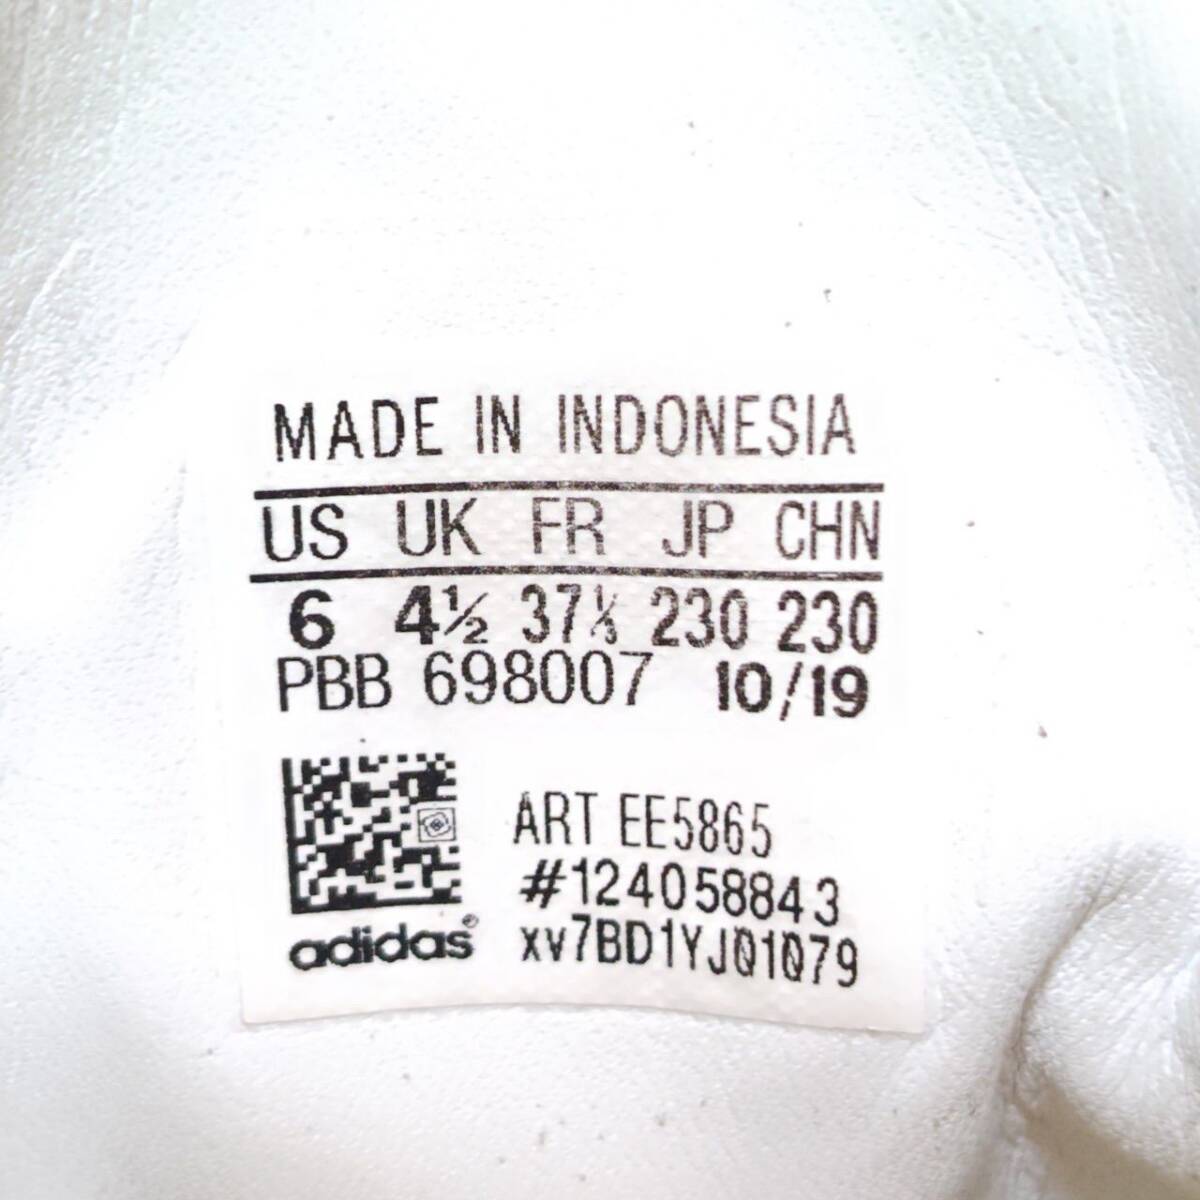 MADE IN INDONESIA
US UK FR JP CHN
6 4½ 37⅓ 230 230
PBB 698007 10/19
ART EE5865
#124058843
xv7BD1YJ01079
adidas®